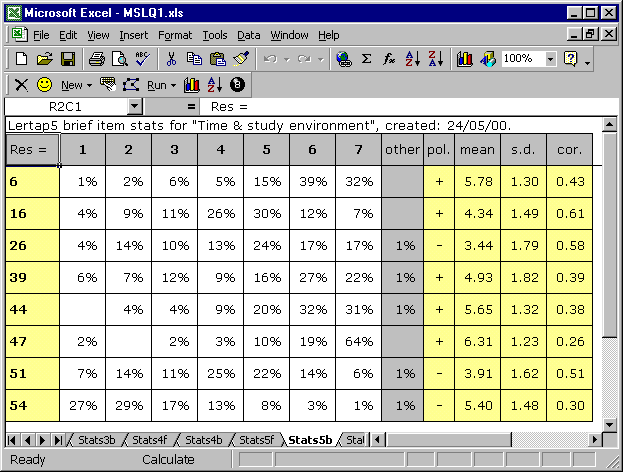 Microsoft Excel - MSLQ1.xls
File Edit View Insert Format Tools Data Window Help
100%
New Run 8
R2C1 = Res =
Lertap5 brief item stats for "Time & study environment", created: 24/05/00.
Res = 1 2 3 4 5 6 7 other pol. mean s.d. cor.
6 1% 2% 6% 5% 15% 39% 32% + 5.78 1.30 0.43
16 4% 9% 11% 26% 30% 12% 7% + 4.34 1.49 0.61
26 4% 14% 10% 13% 24% 17% 17% 1% - 3.44 1.79 0.58
39 6% 7% 12% 9% 16% 27% 22% 1% + 4.93 1.82 0.39
44 4% 4% 9% 20% 32% 31% 1% + 5.65 1.32 0.38
47 2% 2% 3% 10% 19% 64% + 6.31 1.23 0.26
51 7% 14% 11% 25% 22% 14% 6% 1% - 3.91 1.62 0.51
54 27% 29% 17% 13% 8% 3% 1% 1% - 5.40 1.48 0.30
Stats3b Stats4f Stats4b Stats5f Stats5b Stal
Ready Calculate